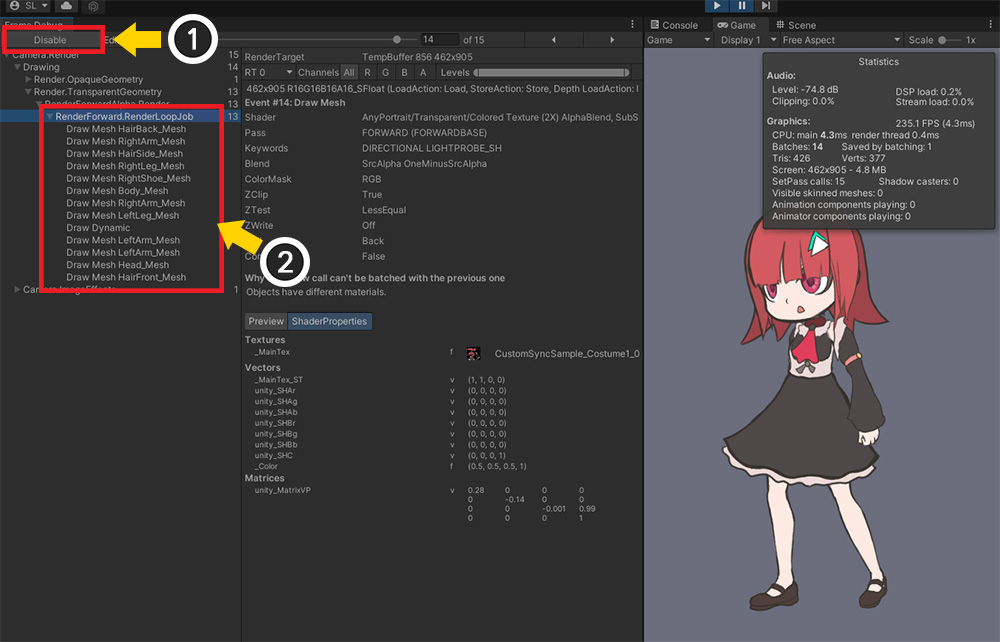 SL
Frame Debug
Console
Game
Scene
Disable
14
of 15
Game
Display 1
Free Aspect
Scale
1x
1
Camera.Render 15
Drawing 14
Render.OpaqueGeometry 1
Render.TransparentGeometry 13
RenderForwardAlpha.Render 13
RenderForward.RenderLoopJob 13
Draw Mesh HairBack_Mesh
Draw Mesh RightArm_Mesh
Draw Mesh HairSide_Mesh
Draw Mesh RightLeg_Mesh
Draw Mesh RightShoe_Mesh
Draw Mesh Body_Mesh
Draw Mesh RightArm_Mesh
Draw Mesh LeftLeg_Mesh
Draw Dynamic
Draw Mesh LeftArm_Mesh
Draw Mesh LeftArm_Mesh
Draw Mesh Head_Mesh
Draw Mesh HairFront_Mesh
Camera.ImageEffects 1
2
RenderTarget TempBuffer 856 462x905
RT 0 Channels All R G B A Levels
462x905 R16G16B16A16_SFloat (LoadAction: Load, StoreAction: Store, Depth LoadAction: l
Event #14: Draw Mesh
Shader AnyPortrait/Transparent/Colored Texture (2X) AlphaBlend, SubS
Pass FORWARD (FORWARDBASE)
Keywords DIRECTIONAL LIGHTPROBE_SH
Blend SrcAlpha OneMinusSrcAlpha
ColorMask RGB
ZClip True
ZTest LessEqual
ZWrite Off
Back
False
call can't be batched with the previous one
Objects have different materials.
Preview ShaderProperties
Textures
_MainTex f CustomSyncSample_Costume1_0
Vectors
_MainTex_ST v (1, 1, 0, 0)
unity_SHAr v (0, 0, 0, 0)
unity_SHAg v (0, 0, 0, 0)
unity_SHAb v (0, 0, 0, 0)
unity_SHBr v (0, 0, 0, 0)
unity_SHBg v (0, 0, 0, 0)
unity_SHBb v (0, 0, 0, 0)
unity_SHC v (0, 0, 0, 1)
_Color f (0.5, 0.5, 0.5, 1)
Matrices
unity_MatrixVP v 0.28 0 0 0
0 -0.14 0 0
0 0 -0.001 0.99
0 0 0 1
Statistics
Audio:
Level: -74.8 dB DSP load: 0.2%
Clipping: 0.0% Stream load: 0.0%
Graphics: 235.1 FPS (4.3ms)
CPU: main 4.3ms render thread 0.4ms
Batches: 14 Saved by batching: 1
Tris: 426 Verts: 377
Screen: 462x905 - 4.8 MB
SetPass calls: 15 Shadow casters: 0
Visible skinned meshes: 0
Animation components playing: 0
Animator components playing: 0